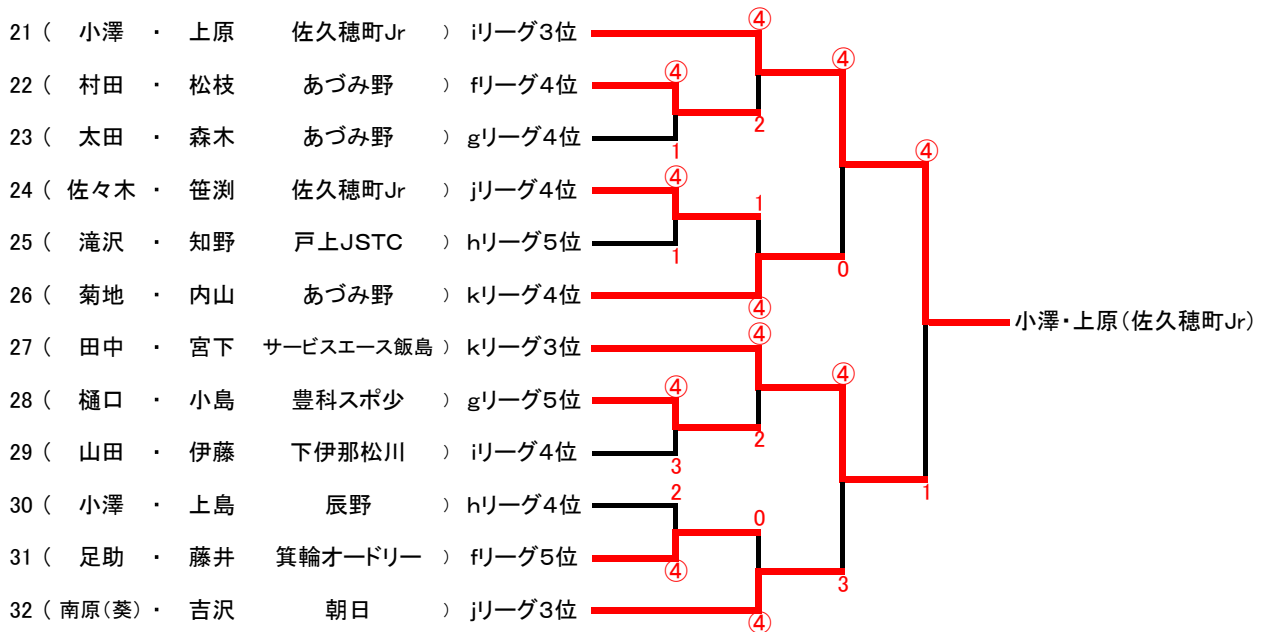 21 ( 小澤 ・ 上原 佐久穂町Jr ) iリーグ3位 ④ ④
22 ( 村田 ・ 松枝 あづみ野 ) fリーグ4位 ④ 2
23 ( 太田 ・ 森木 あづみ野 ) gリーグ4位 1 ④
24 ( 佐々木 ・ 笹渕 佐久穂町Jr ) jリーグ4位 ④ 1
25 ( 滝沢 ・ 知野 戸上JSTC ) hリーグ5位 1 0
26 ( 菊地 ・ 内山 あづみ野 ) kリーグ4位 ④
小澤・上原(佐久穂町Jr)
27 ( 田中 ・ 宮下 サービスエース飯島 ) kリーグ3位 ④ ④
28 ( 樋口 ・ 小島 豊科スポ少 ) gリーグ5位 ④ 2
29 ( 山田 ・ 伊藤 下伊那松川 ) iリーグ4位 3
30 ( 小澤 ・ 上島 辰野 ) hリーグ4位 2 0 1
31 ( 足助 ・ 藤井 箕輪オードリー ) fリーグ5位 ④ 3
32 ( 南原(葵) ・ 吉沢 朝日 ) jリーグ3位 ④